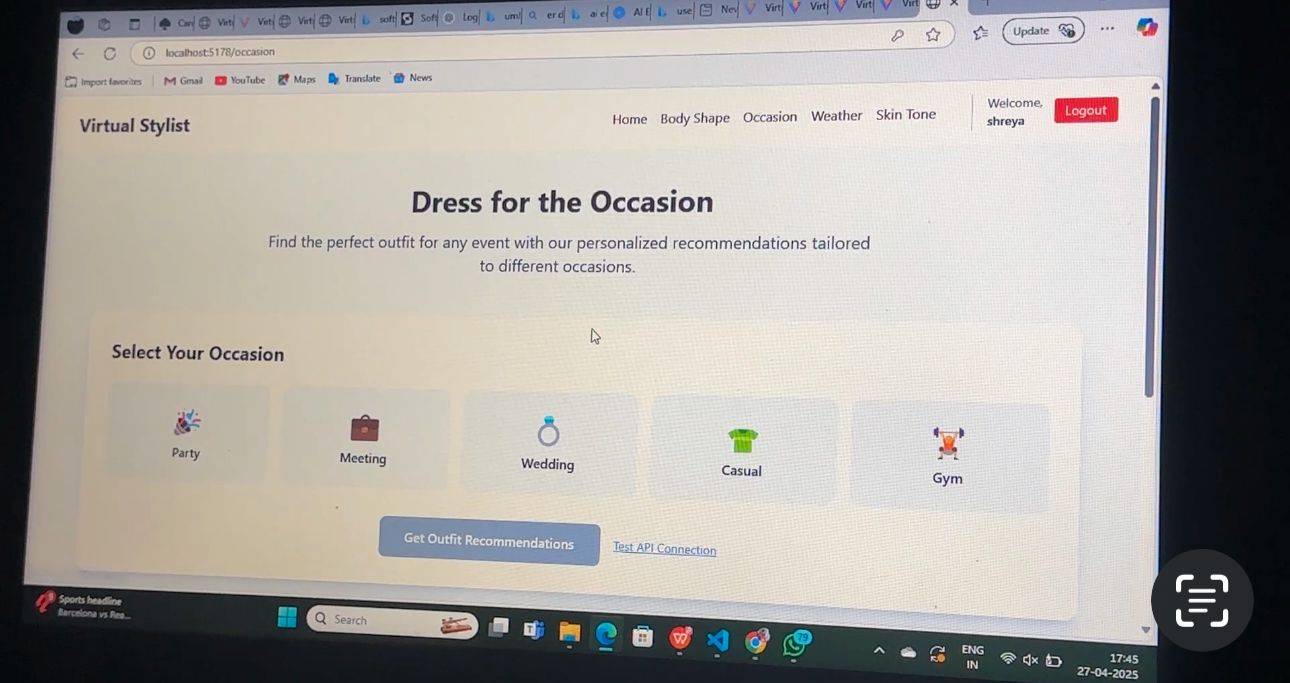 Virt
Virt
Virt
Virt
soft
Soft
Log
umi
er.d
ai e
AI E
use
Nev
Virt
Virt
Virt
Virt
localhost:5178/occasion
Update
Import favorites
Gmail
YouTube
Maps
Translate
News
Virtual Stylist
Home Body Shape Occasion Weather Skin Tone
Welcome,
shreya
Logout
Dress for the Occasion
Find the perfect outfit for any event with our personalized recommendations tailored
to different occasions.
Select Your Occasion
Party
Meeting
Wedding
Casual
Gym
Get Outfit Recommendations
Test API Connection
Sports headline
Barcelona vs Rea...
Search
79
ENG
IN
17:45
27-04-2025